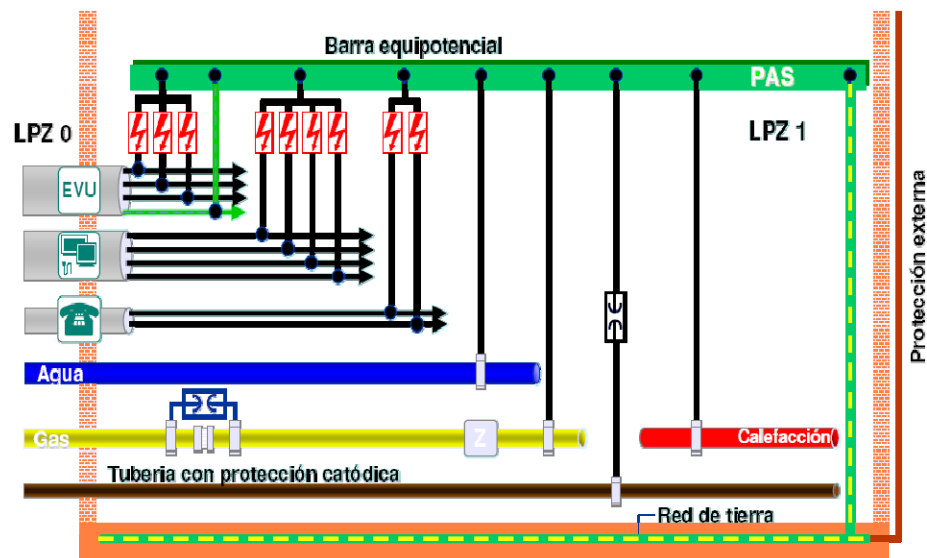 Barra equipotencial
PAS
LPZ 0
LPZ 1
EVU
Protección externa
Agua
Gas
Z
Calefacción
Tuberia con protección catódica
Red de tierra